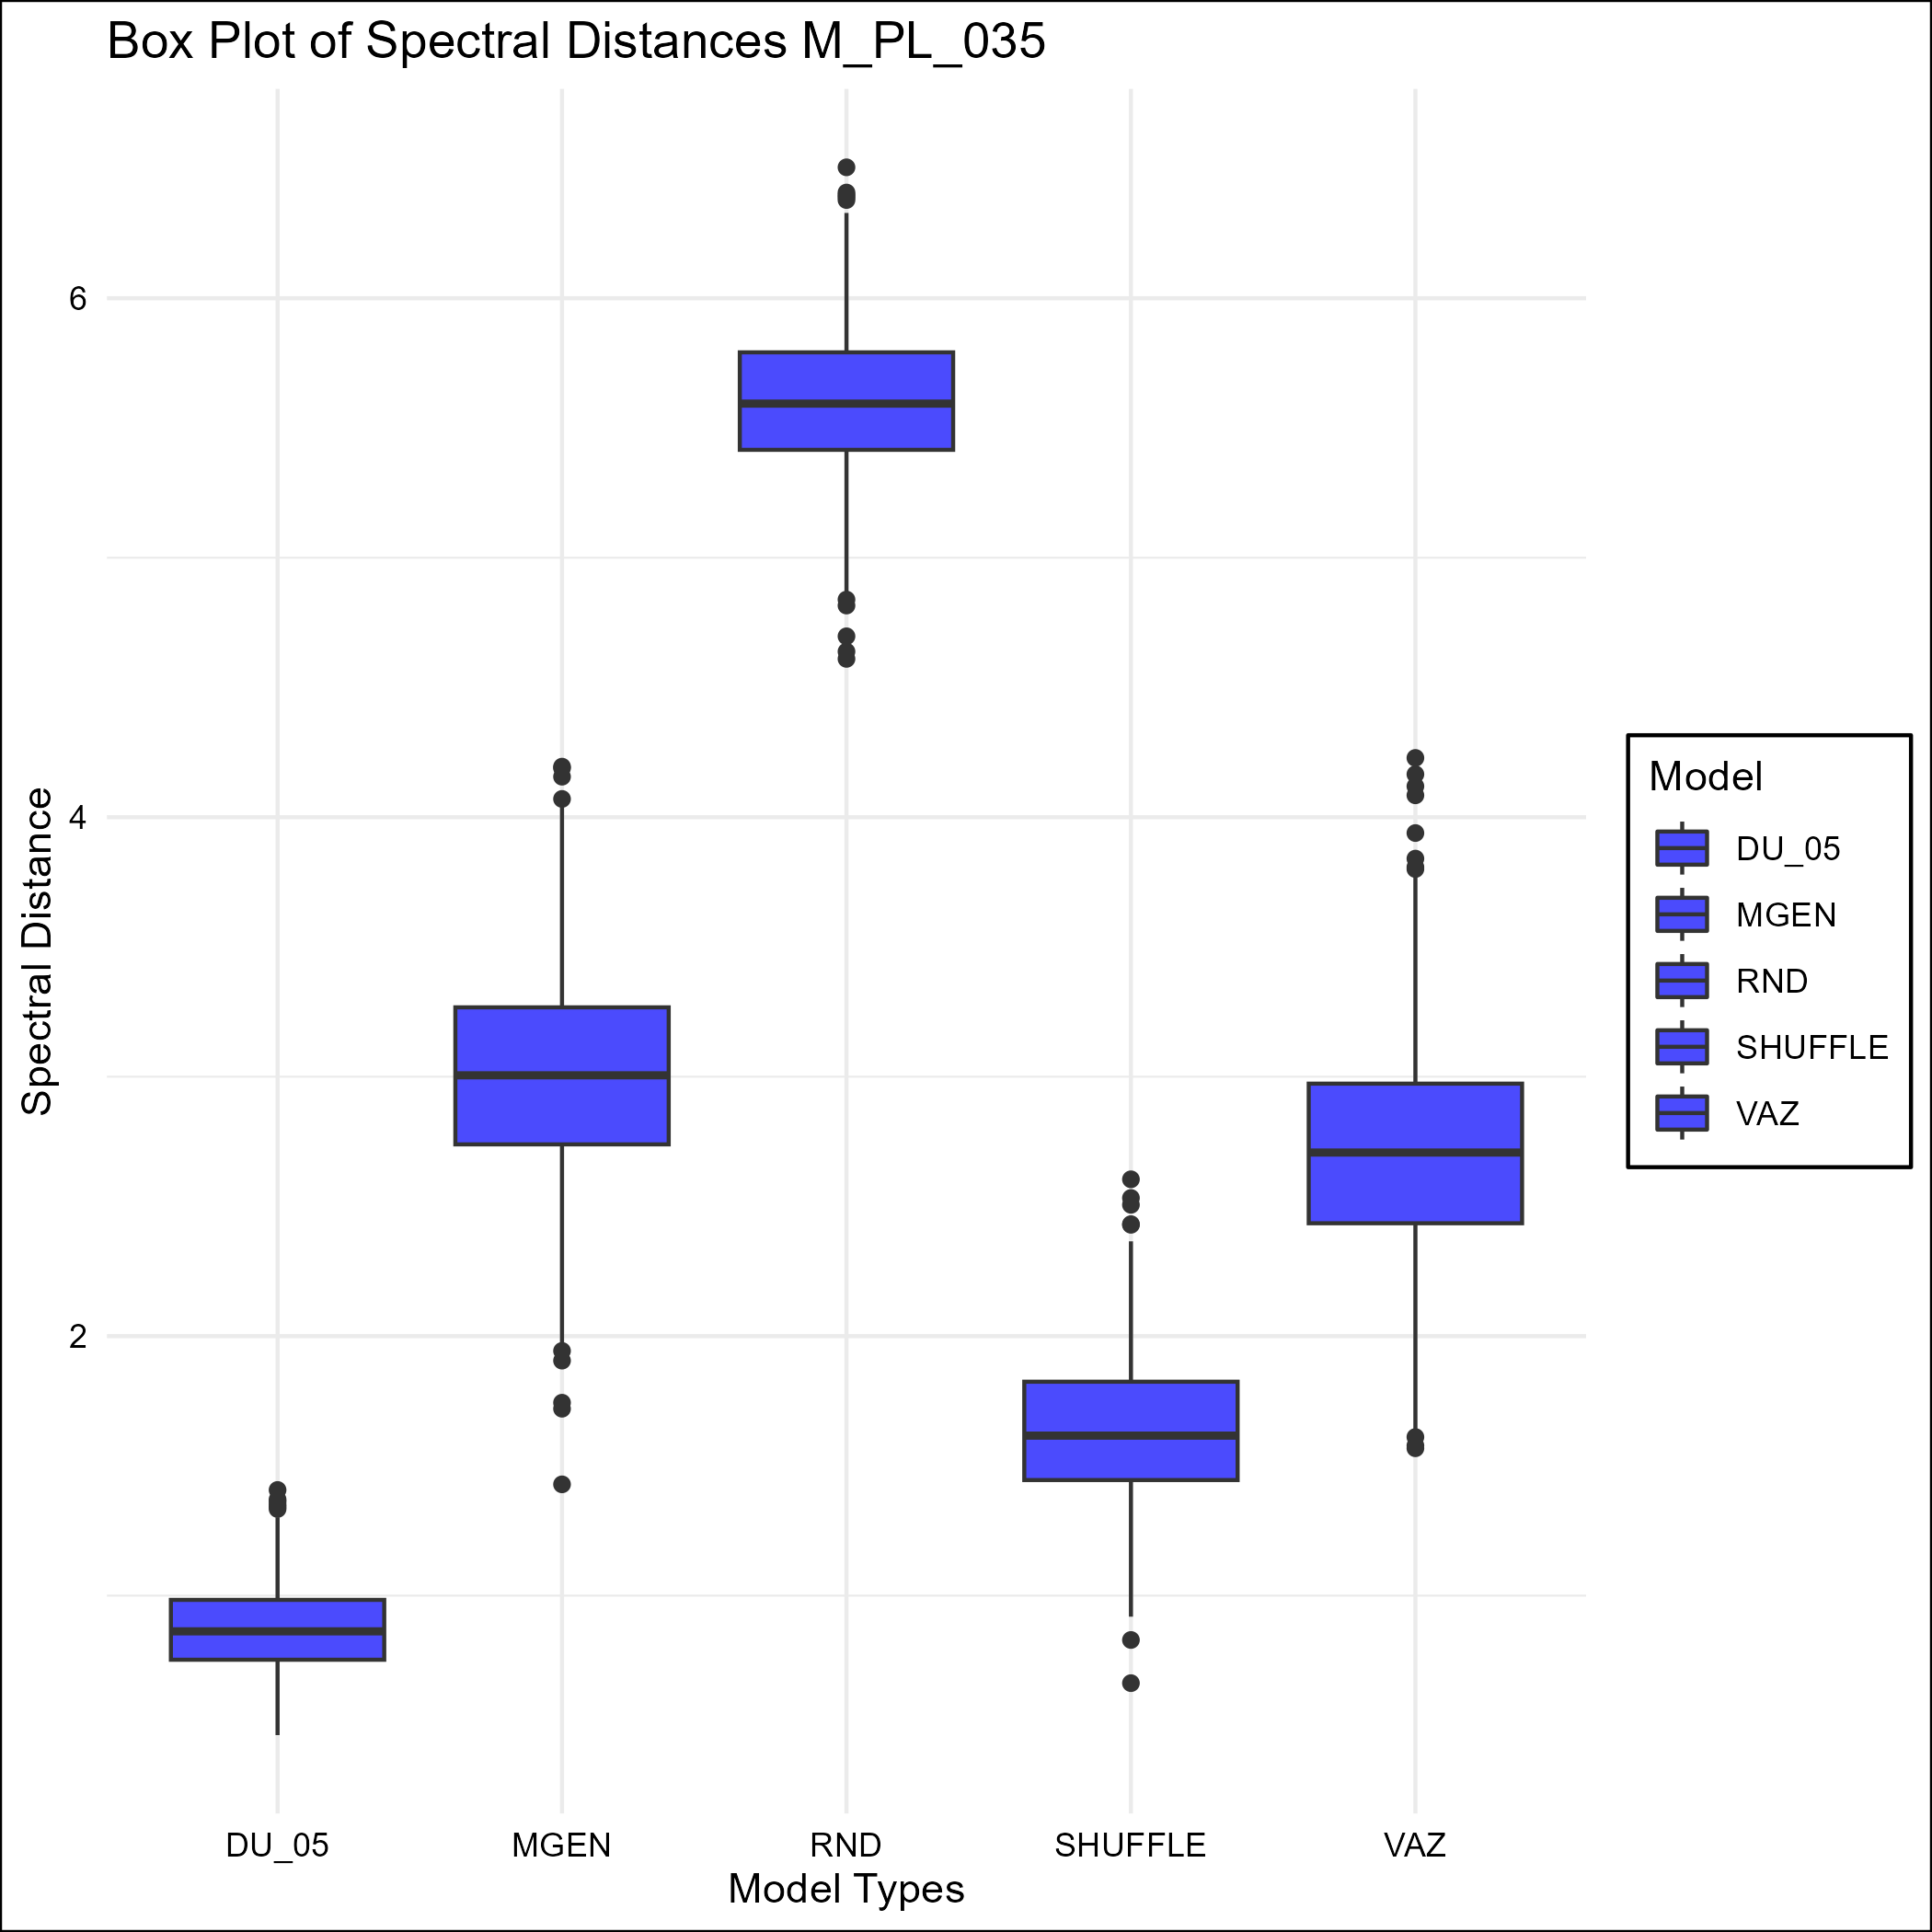 Box Plot of Spectral Distances M_PL_035
6
4
2
Spectral Distance
DU_05
MGEN
RND
SHUFFLE
VAZ
Model Types
Model
DU_05
MGEN
RND
SHUFFLE
VAZ